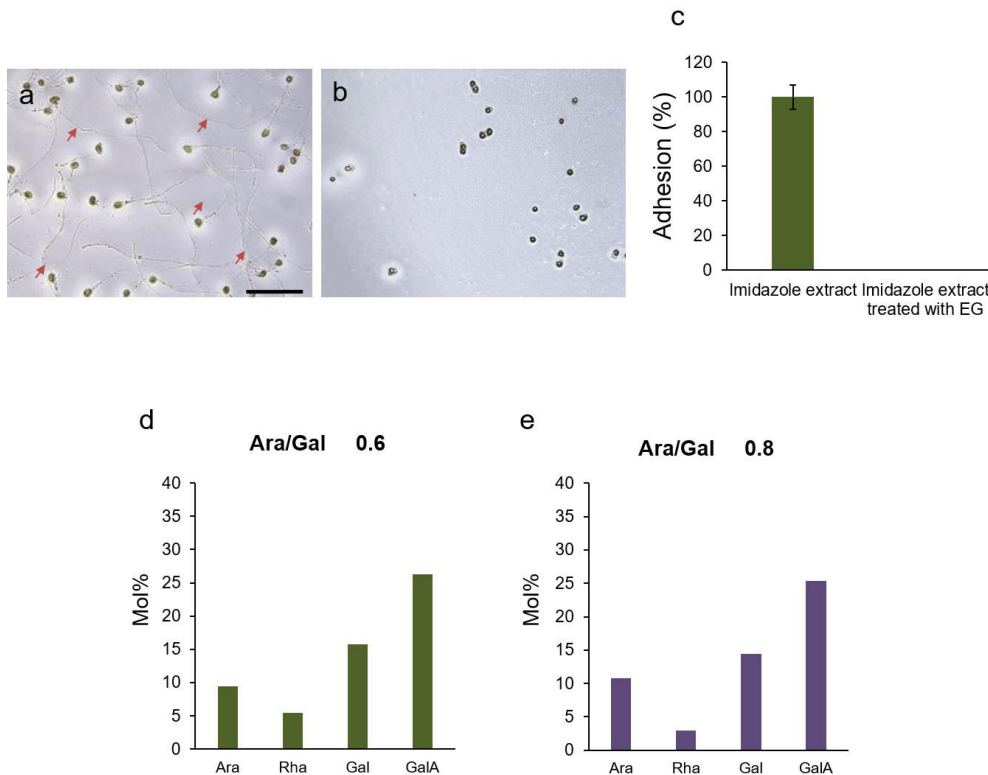 a
b
c
Adhesion (%)
120
100
80
60
40
20
0
Imidazole extract
Imidazole extract
treated with EG
d
Ara/Gal 0.6
Mol%
40
35
30
25
20
15
10
5
0
Ara Rha Gal GalA
e
Ara/Gal 0.8
Mol%
40
35
30
25
20
15
10
5
0
Ara Rha Gal GalA